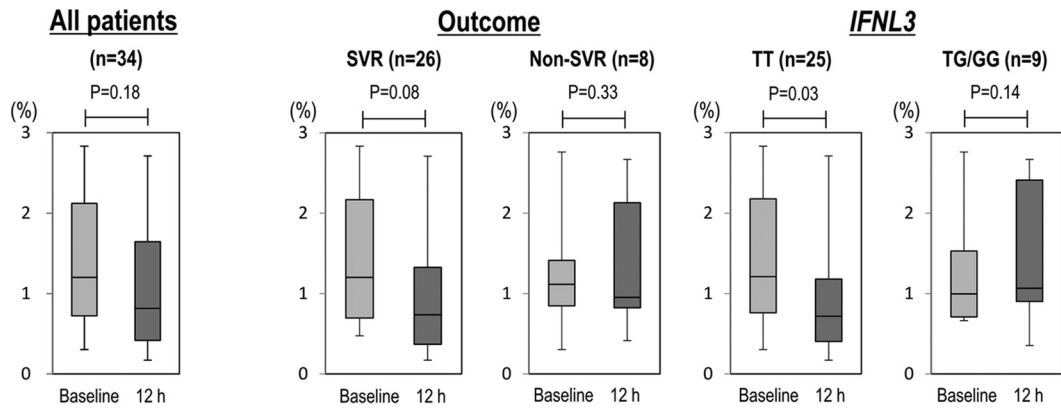 All patients
Outcome
IFNL3
(n=34)
SVR (n=26)
Non-SVR (n=8)
TT (n=25)
TG/GG (n=9)
P=0.18
P=0.08
P=0.33
P=0.03
P=0.14
(%)
(%)
(%)
(%)
(%)
3
3
3
3
3
2
2
2
2
2
1
1
1
1
1
0
0
0
0
0
Baseline 12 h
Baseline 12 h
Baseline 12 h
Baseline 12 h
Baseline 12 h